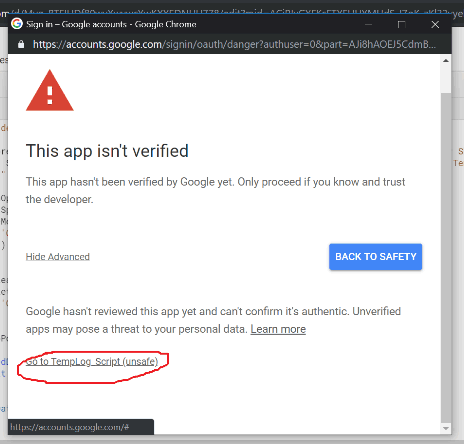 Sign in – Google accounts - Google Chrome
https://accounts.google.com/signin/oauth/danger?authuser=0&part=AJi8hAOEJ5CdmB...
This app isn't verified
This app hasn't been verified by Google yet. Only proceed if you know and trust
the developer.
Hide Advanced
BACK TO SAFETY
Google hasn't reviewed this app yet and can't confirm it's authentic. Unverified
apps may pose a threat to your personal data. Learn more
Go to TempLog_Script (unsafe)
https://accounts.google.com/#